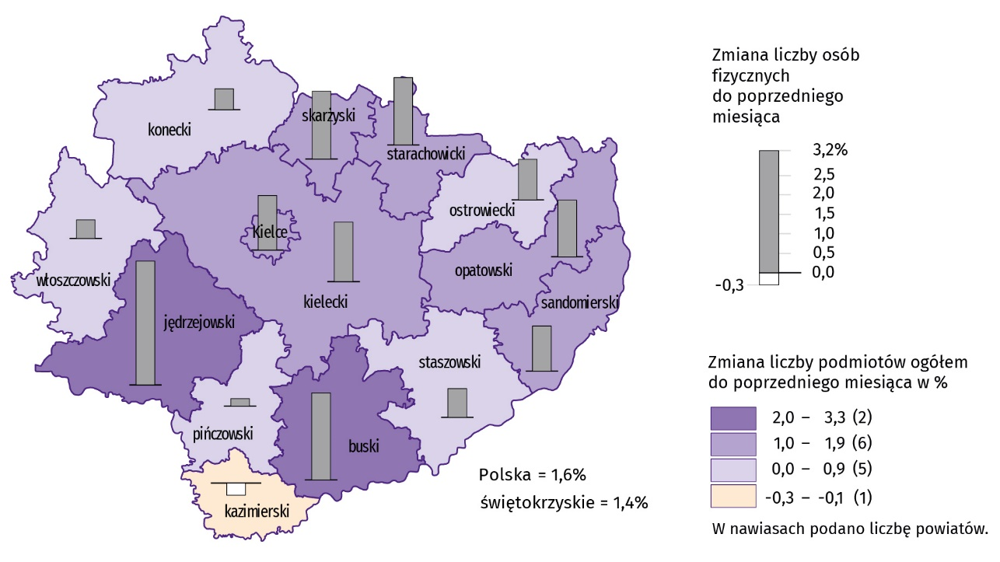 konecki
skarżyski
starachowicki
ostrowiecki
Kielce
opatowski
włoszczowski
kielecki
sandomierski
jędrzejowski
staszowski
pińczowski
buski
kazimierski
Polska = 1,6%
świętokrzyskie = 1,4%
Zmiana liczby osób
fizycznych
do poprzedniego
miesiąca
3,2%
2,5
2,0
1,5
1,0
0,5
0,0
-0,3
Zmiana liczby podmiotów ogółem
do poprzedniego miesiąca w %
2,0 – 3,3 (2)
1,0 – 1,9 (6)
0,0 – 0,9 (5)
-0,3 – -0,1 (1)
W nawiasach podano liczbę powiatów.